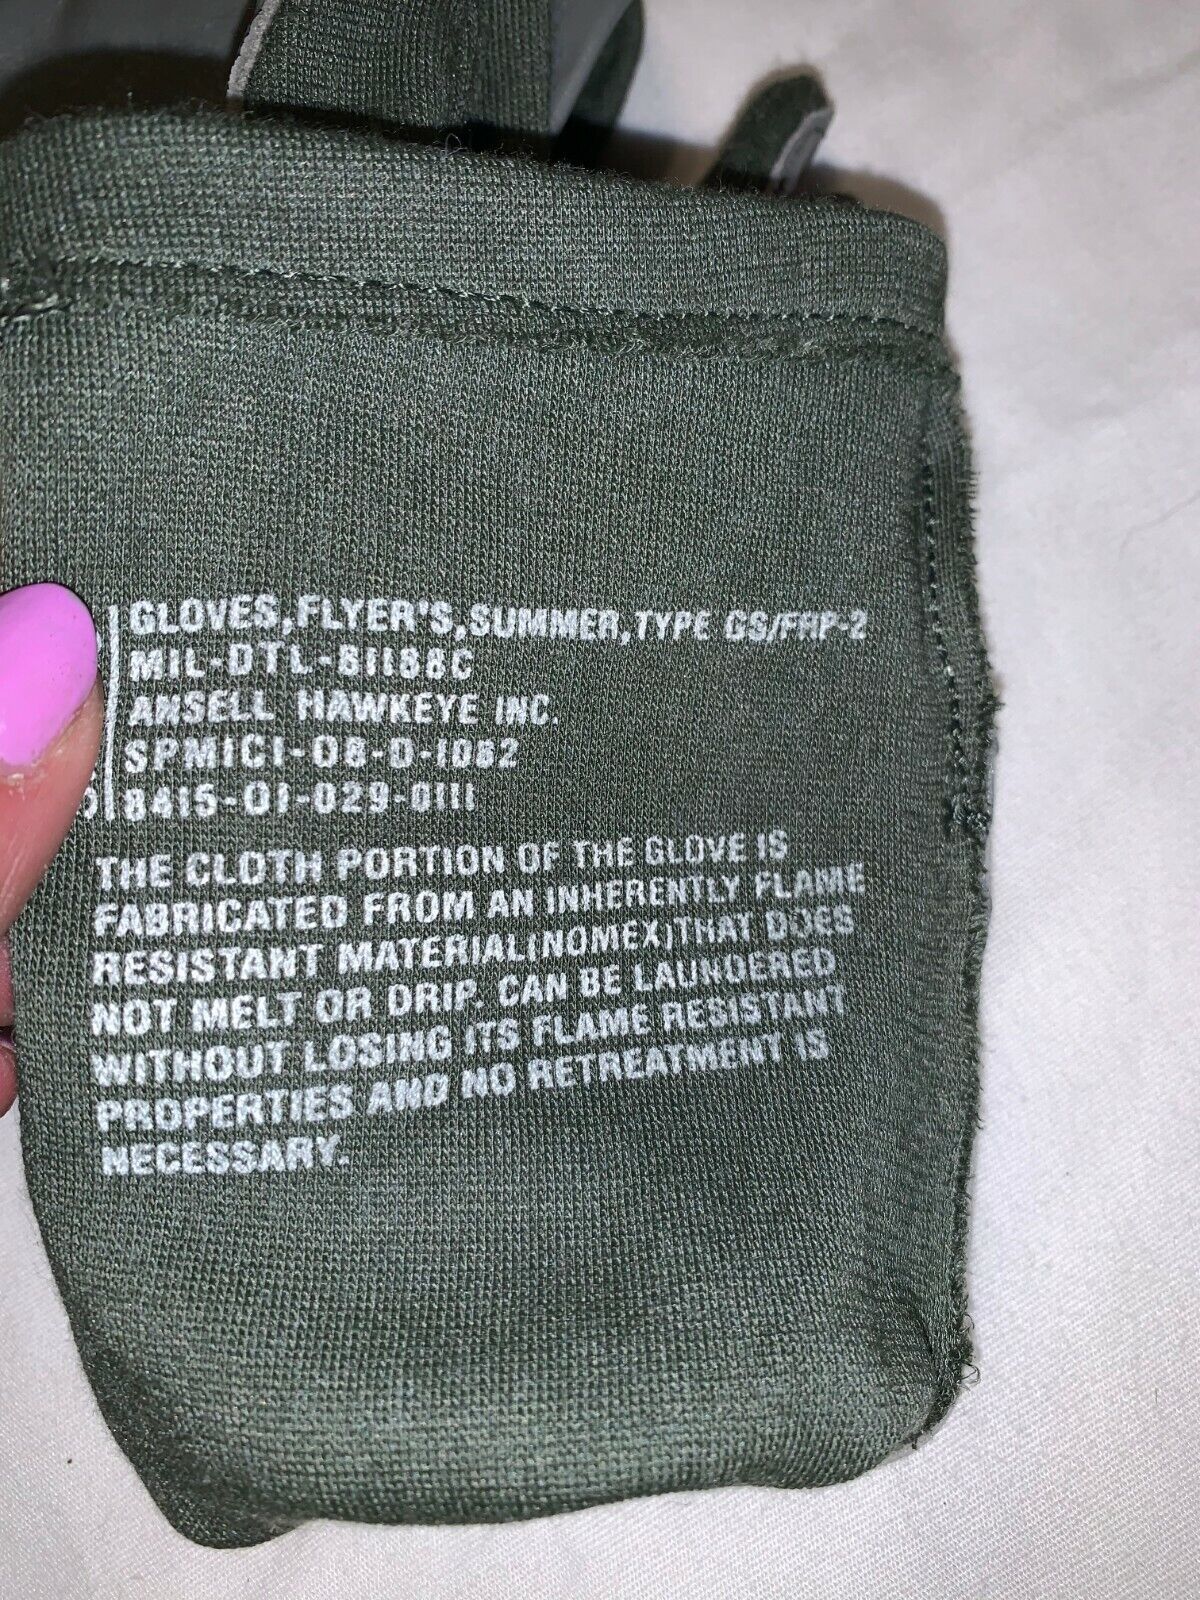 GLOVES,FLYER'S,SUMMER,TYPE GS/FRP-2
MIL-DTL-81188C
ANSELL HAWKEYE INC.
SPM1C1-08-D-1082
8415-01-029-0111
THE CLOTH PORTION OF THE GLOVE IS
FABRICATED FROM AN INHERENTLY FLAME
RESISTANT MATERIAL(NOMEX)THAT DOES
NOT MELT OR DRIP. CAN BE LAUNDERED
WITHOUT LOSING ITS FLAME RESISTANT
PROPERTIES AND NO RETREATMENT IS
NECESSARY.